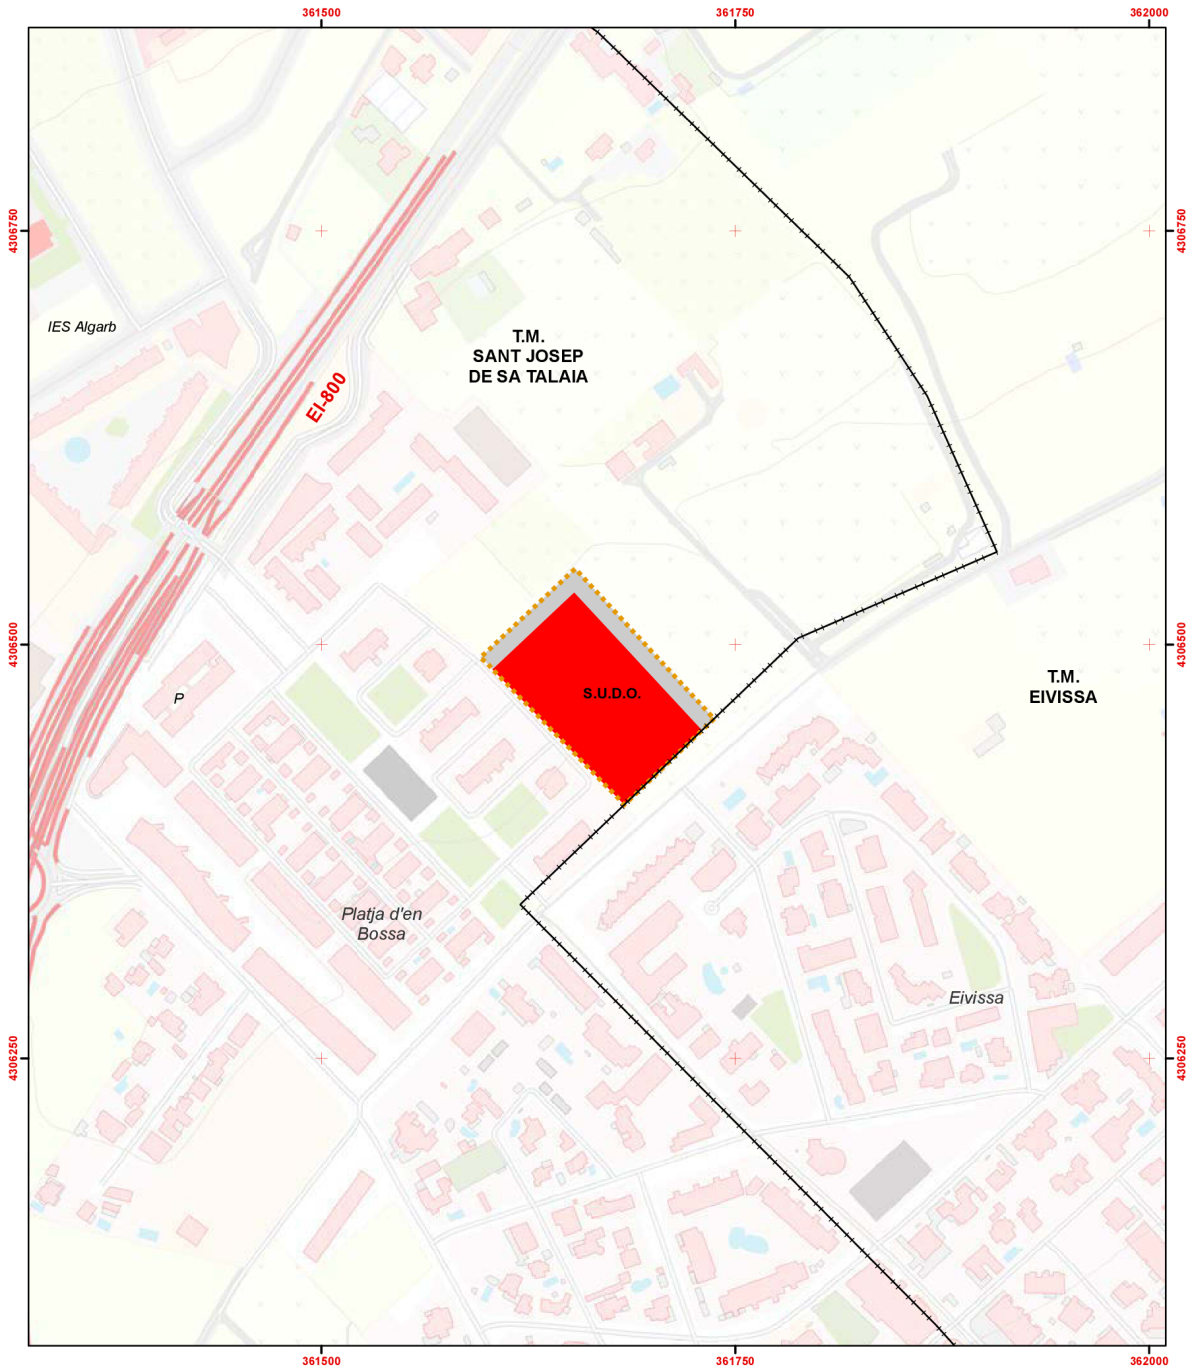 361500
361750
362000
4306750
4306750
IES Algarb
T.M.
SANT JOSEP
DE SA TALAIA
EI-800
4306500
4306500
S.U.D.O.
T.M.
EIVISSA
P
Platja d'en
Bossa
Eivissa
4306250
4306250
361500
361750
362000